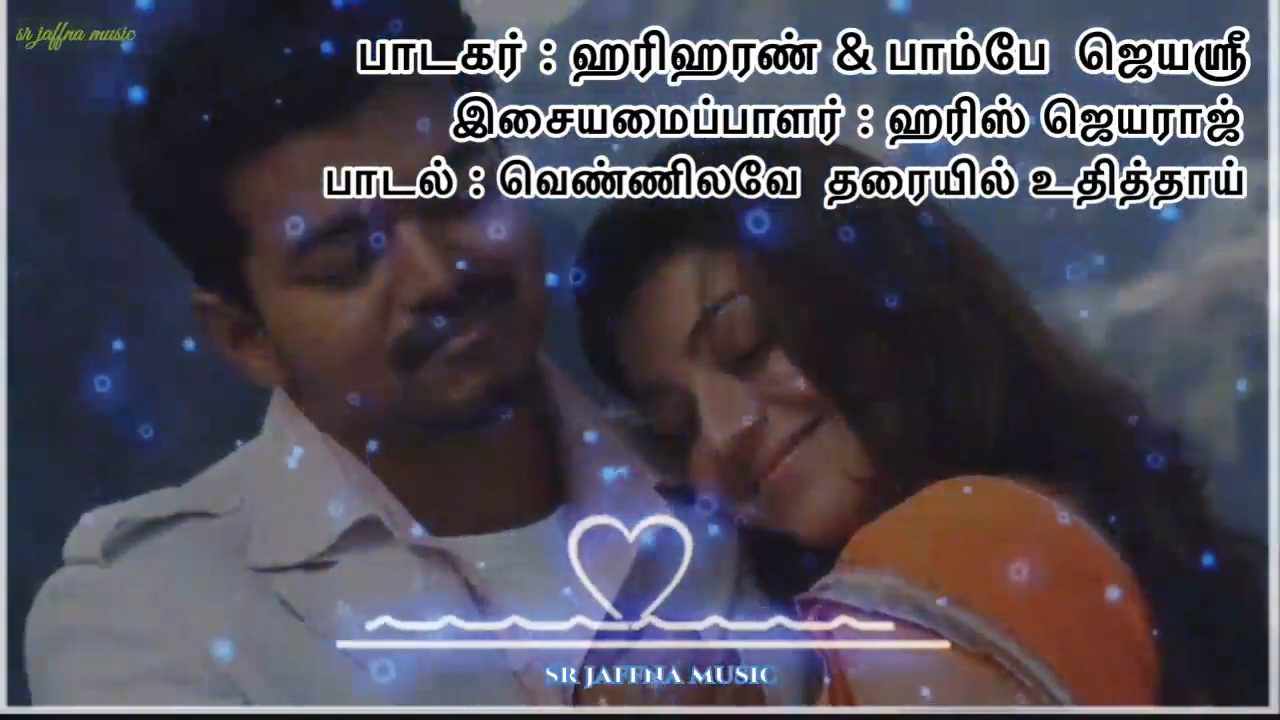 sr jaffna music
பாடகர் : ஹரிஹரண் & பாம்பே ஜெயஸ்ரீ
இசையமைப்பாளர் : ஹரிஸ் ஜெயராஜ்
பாடல் : வெண்ணிலவே தரையில் உதித்தாய்
SR JAFFNA MUSIC